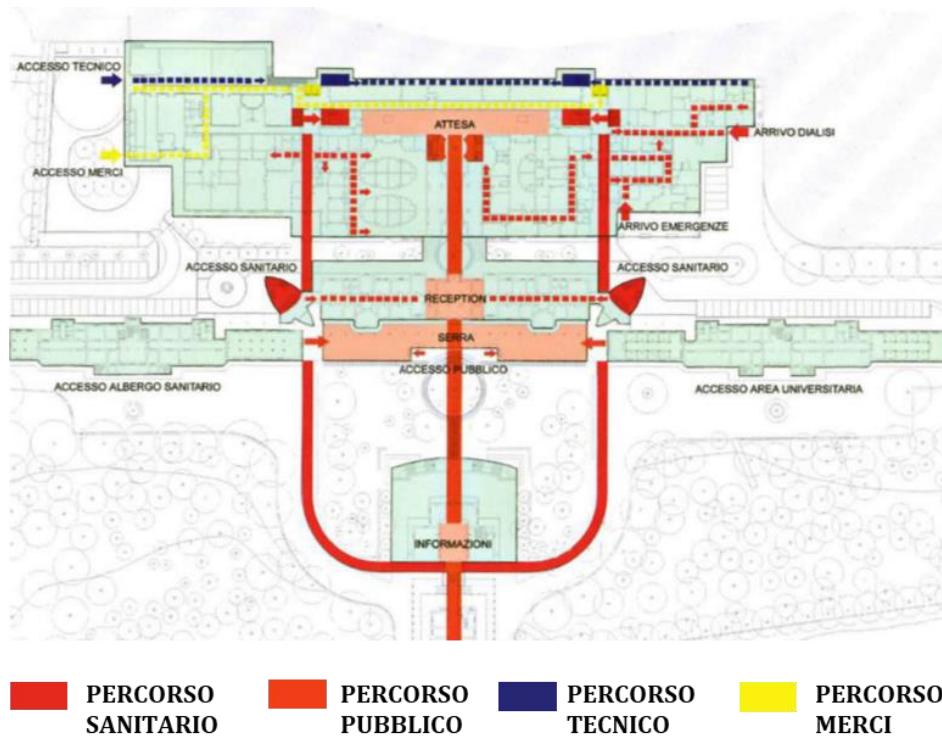 ACCESSO TECNICO
ATTESA
ARRIVO DIALISI
ACCESSO MERCI
ARRIVO EMERGENZE
ACCESSO SANITARIO
ACCESSO SANITARIO
RECEPTION
SERRA
ACCESSO PUBBLICO
ACCESSO ALBERGO SANITARIO
ACCESSO AREA UNIVERSITARIA
INFORMAZIONI
PERCORSO
SANITARIO
PERCORSO
PUBBLICO
PERCORSO
TECNICO
PERCORSO
MERCI